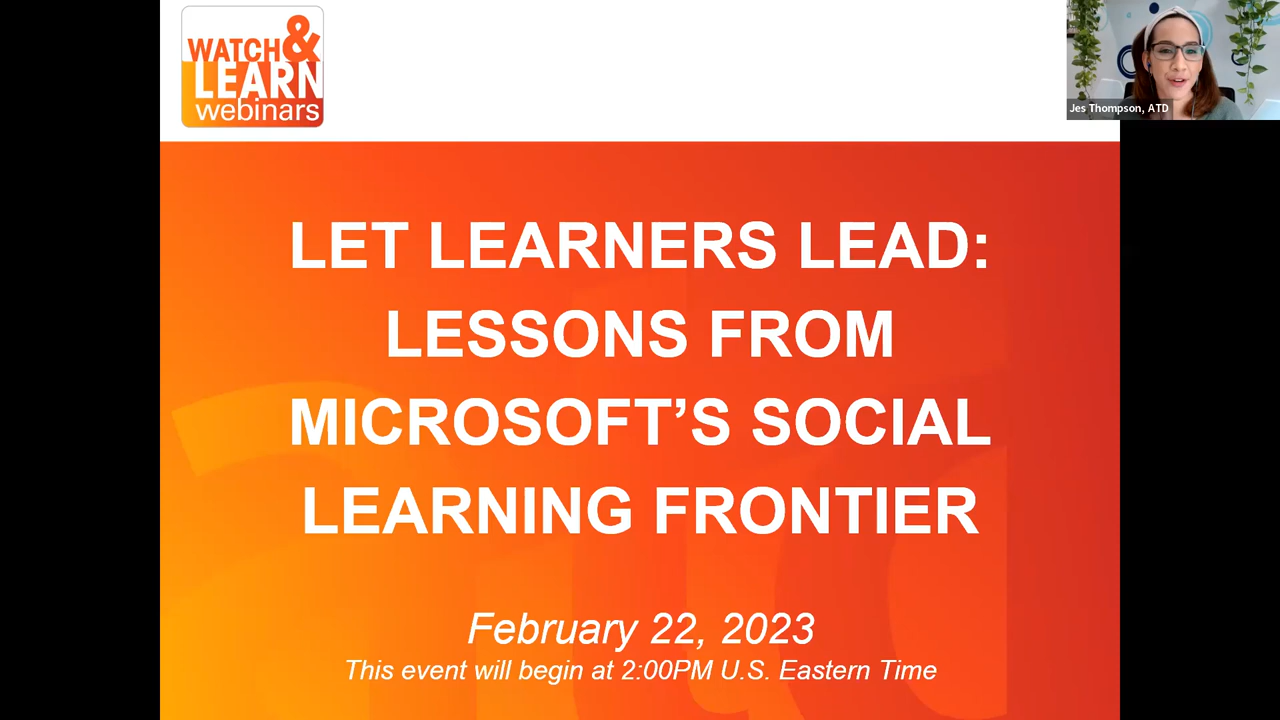 WATCH &
LEARN
webinars
Jes Thompson, ATD
LET LEARNERS LEAD:
LESSONS FROM
MICROSOFT’S SOCIAL
LEARNING FRONTIER
February 22, 2023
This event will begin at 2:00PM U.S. Eastern Time